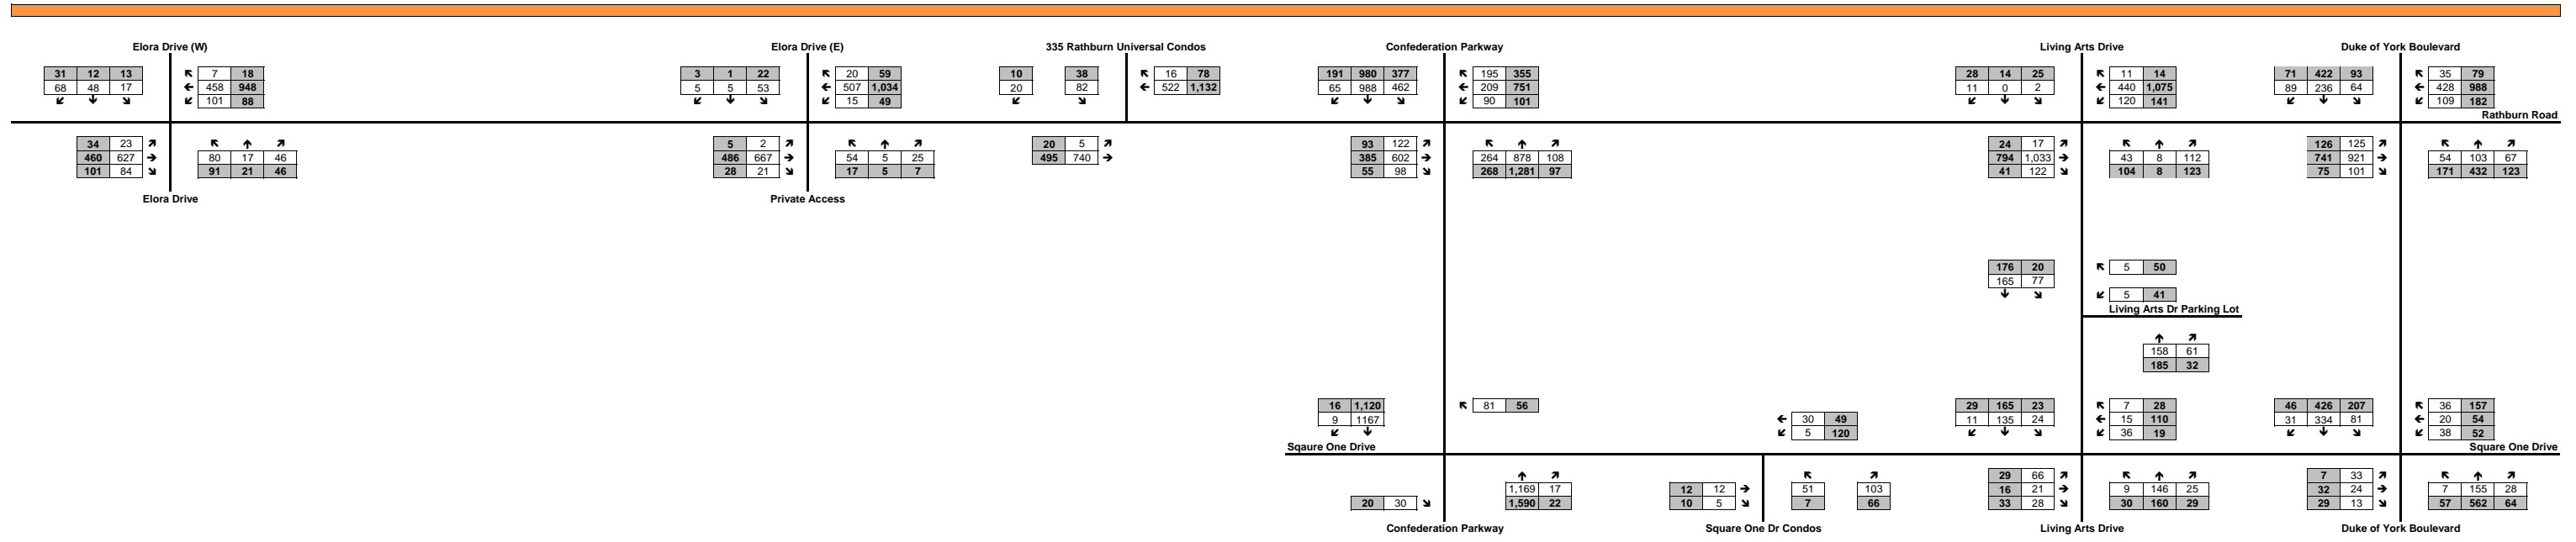 Elora Drive (W) Elora Drive (E) 335 Rathburn Universal Condos Confederation Parkway Living Arts Drive Duke of York Boulevard
31 12 13 ↖ 7 18 3 1 22 ↖ 20 59 10 38 ↖ 16 78 191 980 377 ↖ 195 355 28 14 25 ↖ 11 14 71 422 93 ↖ 35 79
68 48 17 ← 458 948 5 5 53 ← 507 1,034 20 82 ← 522 1,132 65 988 462 ← 209 751 11 0 2 ← 440 1,075 89 236 64 ← 428 988
↙ ↓ ↘ ↙ 101 88 ↙ ↓ ↘ ↙ 15 49 ↙ ↘ ↙ ↓ ↘ ↙ 90 101 ↙ ↓ ↘ ↙ 120 141 ↙ ↓ ↘ ↙ 109 182
Rathburn Road
34 23 ↗ ↖ ↑ ↗ 5 2 ↗ ↖ ↑ ↗ 20 5 ↗ 93 122 ↗ ↖ ↑ ↗ 24 17 ↗ ↖ ↑ ↗ 126 125 ↗ ↖ ↑ ↗
460 627 → 80 17 46 486 667 → 54 5 25 495 740 → 385 602 → 264 878 108 794 1,033 → 43 8 112 741 921 → 54 103 67
101 84 ↘ 91 21 46 28 21 ↘ 17 5 7 55 98 ↘ 268 1,281 97 41 122 ↘ 104 8 123 75 101 ↘ 171 432 123
Elora Drive Private Access
176 20 ↖ 5 50
165 77
↓ ↘ ↙ 5 41
Living Arts Dr Parking Lot
↑ ↗
158 61
185 32
16 1,120 ↖ 81 56 29 165 23 ↖ 7 28 46 426 207 ↖ 36 157
9 1167 ← 30 49 11 135 24 ← 15 110 31 334 81 ← 20 54
↙ ↓ ↙ 5 120 ↙ ↓ ↘ ↙ 36 19 ↙ ↓ ↘ ↙ 38 52
Sqaure One Drive Square One Drive
↑ ↗ ↖ ↗ 29 66 ↗ ↖ ↑ ↗ 7 33 ↗ ↖ ↑ ↗
1,169 17 12 12 → 51 103 16 21 → 9 146 25 32 24 → 7 155 28
20 30 ↘ 1,590 22 10 5 ↘ 7 66 33 28 ↘ 30 160 29 29 13 ↘ 57 562 64
Confederation Parkway Square One Dr Condos Living Arts Drive Duke of York Boulevard